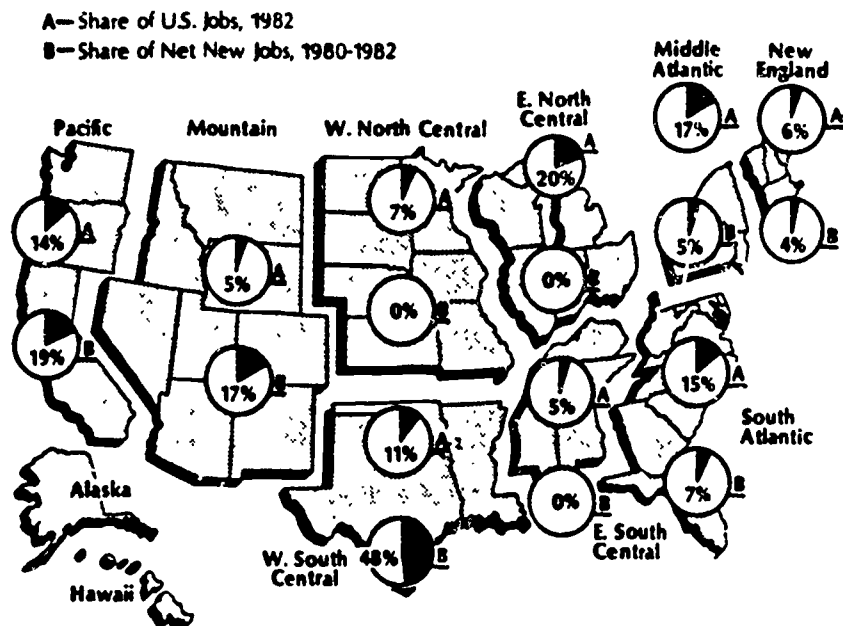 A—Share of U.S. Jobs, 1982
B—Share of Net New Jobs, 1980-1982
Middle Atlantic
New England
E. North Central
Pacific
Mountain
W. North Central
17% A
6% A
20% A
7% A
14% A
5% A
5% B
4% B
0% B
0% B
19% B
17% B
5% A
15% A
11% A
South Atlantic
7% B
0% B
E. South Central
W. South Central
48% B
Alaska
Hawaii